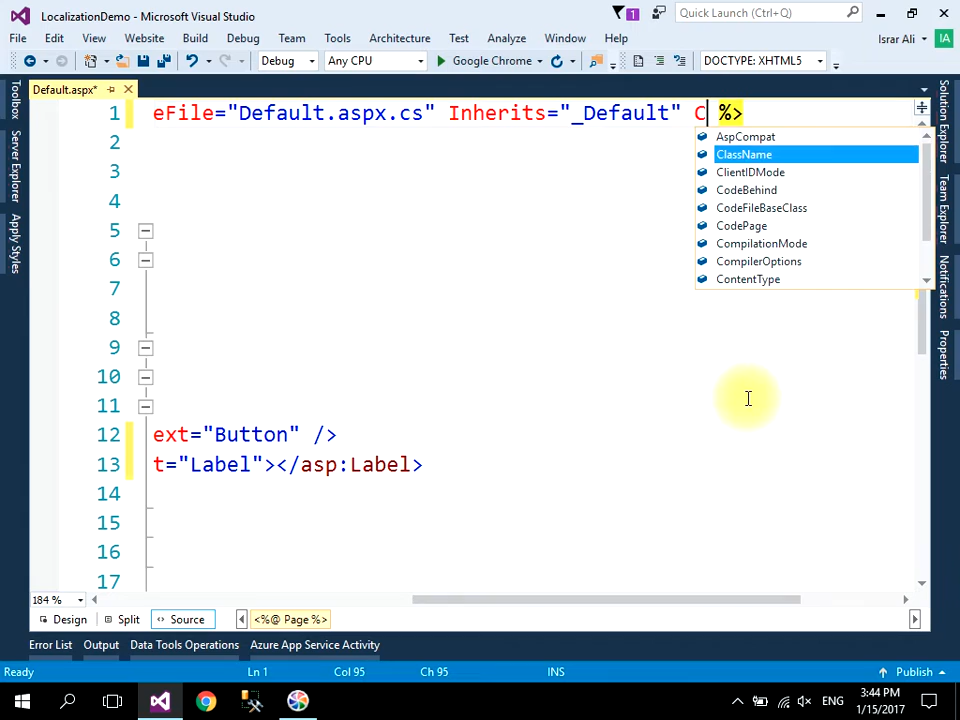 LocalizationDemo - Microsoft Visual Studio
1
Quick Launch (Ctrl+Q)
File Edit View Website Build Debug Team Tools Architecture Test Analyze Window Help
Israr Ali
IA
Debug
Any CPU
Google Chrome
DOCTYPE: XHTML5
Default.aspx*
Toolbox
Server Explorer
Apply Styles
1 eFile="Default.aspx.cs" Inherits="_Default" C %>
2
3
4
5
6
7
8
9
10
11
12 ext="Button" />
13 t="Label"></asp:Label>
14
15
16
17
AspCompat
ClassName
ClientIDMode
CodeBehind
CodeFileBaseClass
CodePage
CompilationMode
CompilerOptions
ContentType
Solution Explorer
Team Explorer
Notifications
Properties
184 %
Design
Split
Source
<%@ Page %>
Error List Output Data Tools Operations Azure App Service Activity
Ready
Ln 1
Col 95
Ch 95
INS
Publish
ENG
3:44 PM
1/15/2017